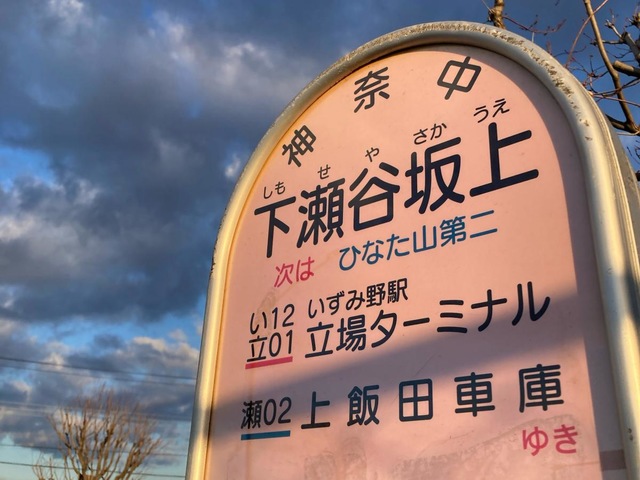 神奈中
しも せ や さか うえ
下瀬谷坂上
次は ひなた山第二
い12 いずみ野駅
立01 立場ターミナル
瀬02 上飯田車庫
ゆき